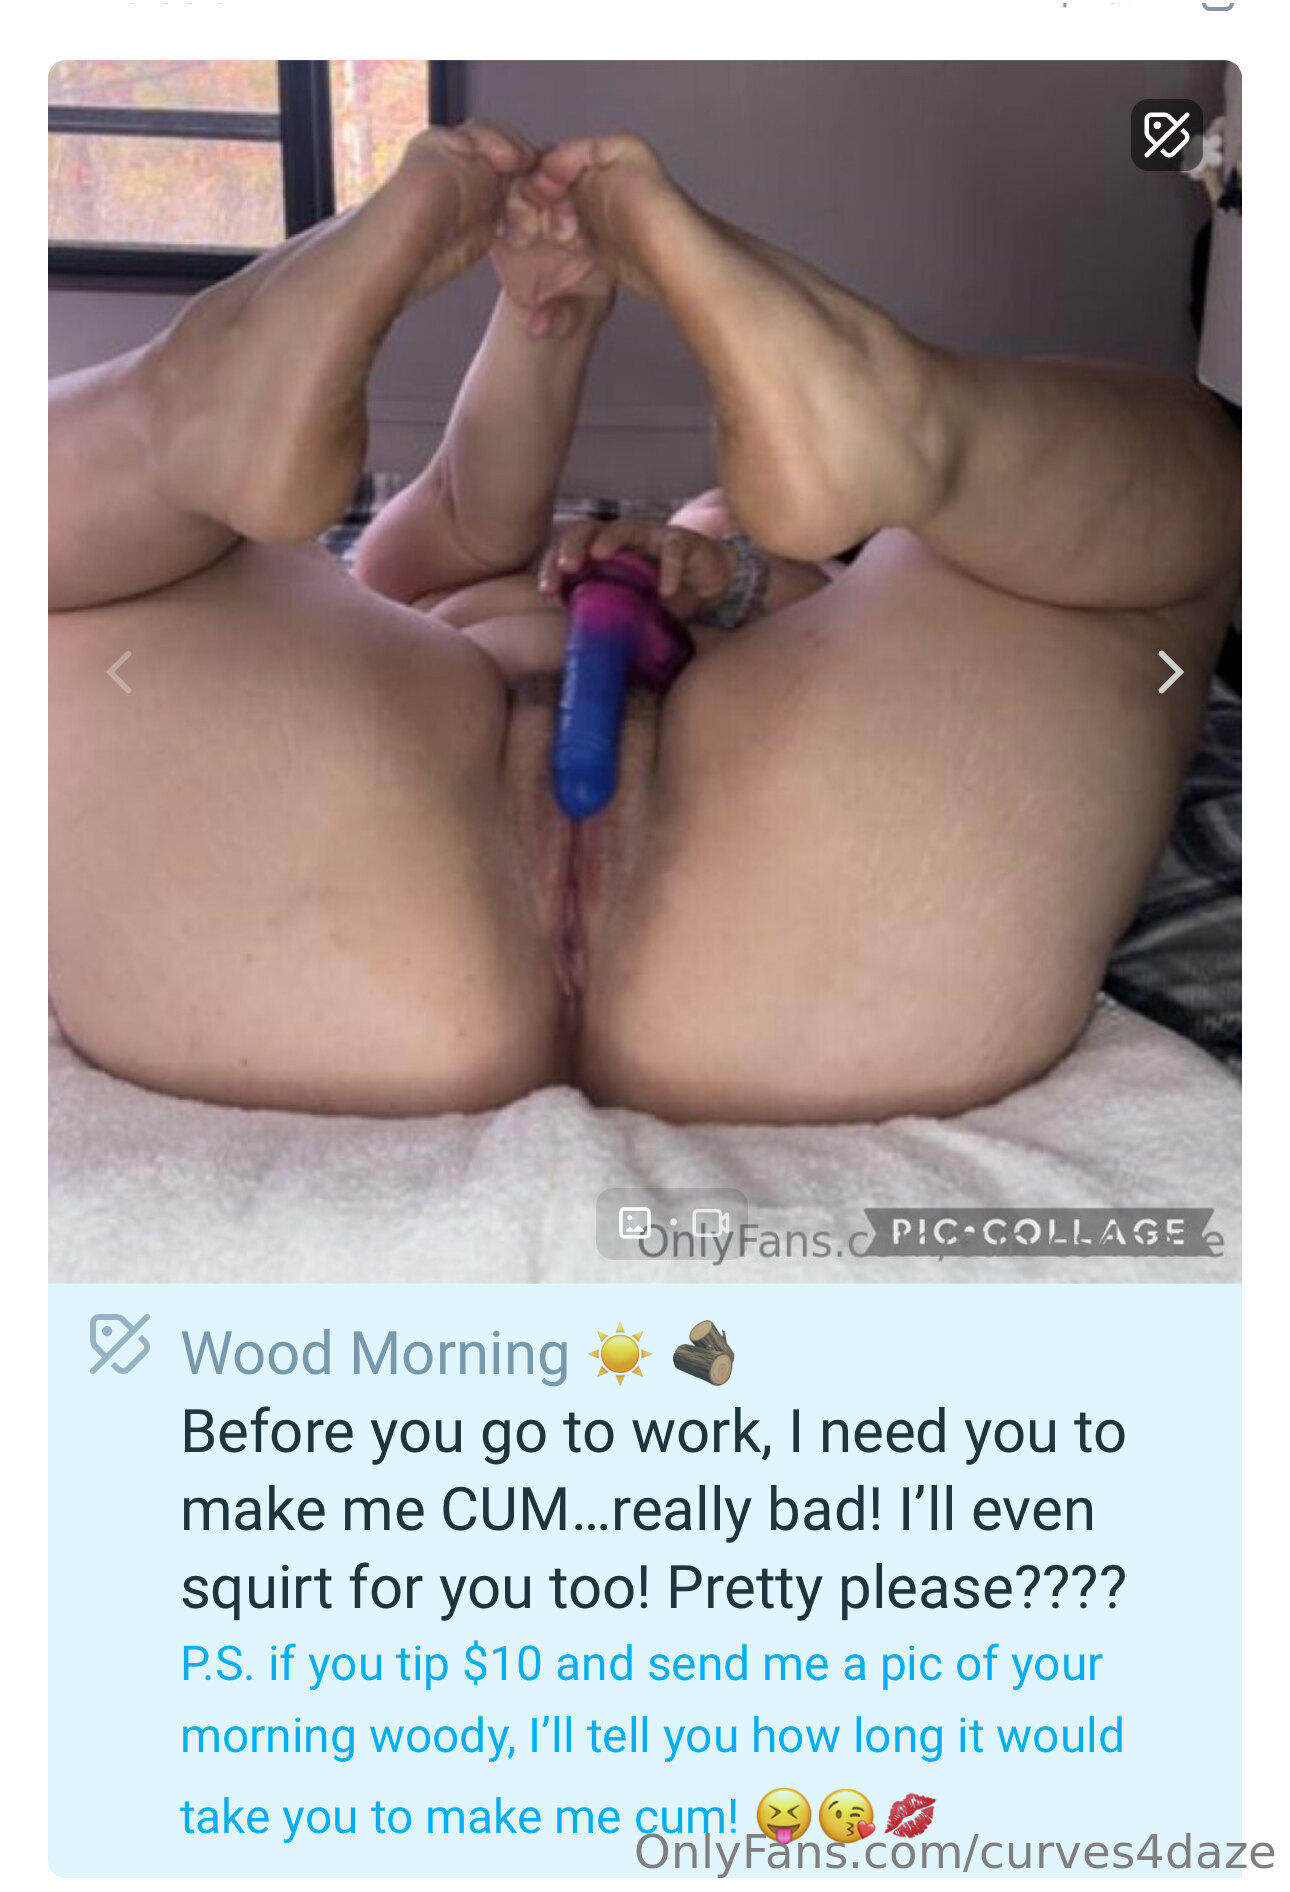 OnlyFans.c
PIC•COLLAGE
e
Wood Morning ☀️ 🪵
Before you go to work, I need you to
make me CUM…really bad! I’ll even
squirt for you too! Pretty please????
P.S. if you tip $10 and send me a pic of your
morning woody, I’ll tell you how long it would
take you to make me cum! 😝😘💋
OnlyFans.com/curves4daze